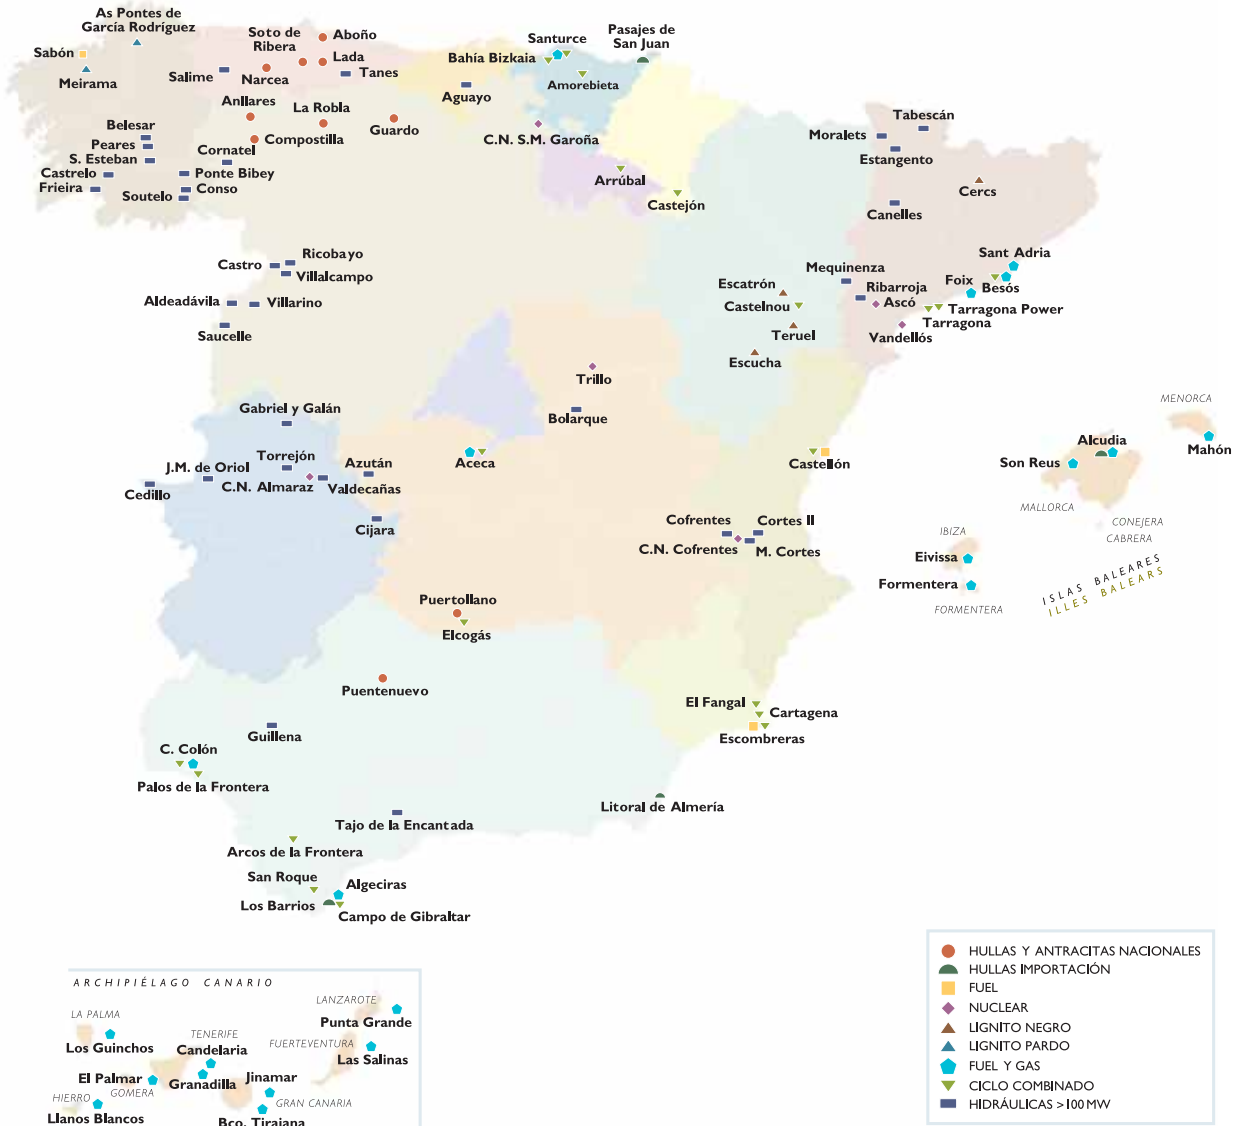 As Pontes de
García Rodríguez
Sabón
Meirama
Soto de
Ribera
Aboño
Lada
Salime
Narcea
Tanes
Santurce
Bahía Bizkaia
Amorebieta
Pasajes de
San Juan
Aguayo
Anllares
La Robla
Guardo
Compostilla
C.N. S.M. Garoña
Belesar
Peares
S. Esteban
Cornatel
Castrelo
Ponte Bibey
Frieira
Conso
Soutelo
Arrúbal
Castejón
Tabescán
Moralets
Estangento
Cercs
Canelles
Castro
Ricobayo
Villalcampo
Aldeadávila
Villarino
Saucelle
Sant Adria
Mequinenza
Foix
Besós
Escatrón
Ribarroja
Castelnou
Ascó
Tarragona Power
Tarragona
Teruel
Vandellós
Escucha
Trillo
Bolarque
Gabriel y Galán
MENORCA
Mahón
Alcudia
Son Reus
MALLORCA
CONEJERA
CABRERA
J.M. de Oriol
Torrejón
Azután
Aceca
Castellón
Cedillo
C.N. Almaraz
Valdecañas
Cijara
Cofrentes
Cortes II
C.N. Cofrentes
M. Cortes
IBIZA
Eivissa
Formentera
FORMENTERA
ISLAS BALEARES
ILLES BALEARS
Puertollano
Elcogás
Puentenuevo
El Fangal
Cartagena
Escombreras
Guillena
C. Colón
Palos de la Frontera
Litoral de Almería
Tajo de la Encantada
Arcos de la Frontera
San Roque
Algeciras
Los Barrios
Campo de Gibraltar
HULLAS Y ANTRACITAS NACIONALES
HULLAS IMPORTACIÓN
FUEL
NUCLEAR
LIGNITO NEGRO
LIGNITO PARDO
FUEL Y GAS
CICLO COMBINADO
HIDRÁULICAS >100 MW
ARCHIPIÉLAGO CANARIO
LANZAROTE
Punta Grande
LA PALMA
Los Guinchos
TENERIFE
Candelaria
FUERTEVENTURA
Las Salinas
El Palmar
Granadilla
Jinamar
GOMERA
HIERRO
GRAN CANARIA
Llanos Blancos
Bco. Tirajana